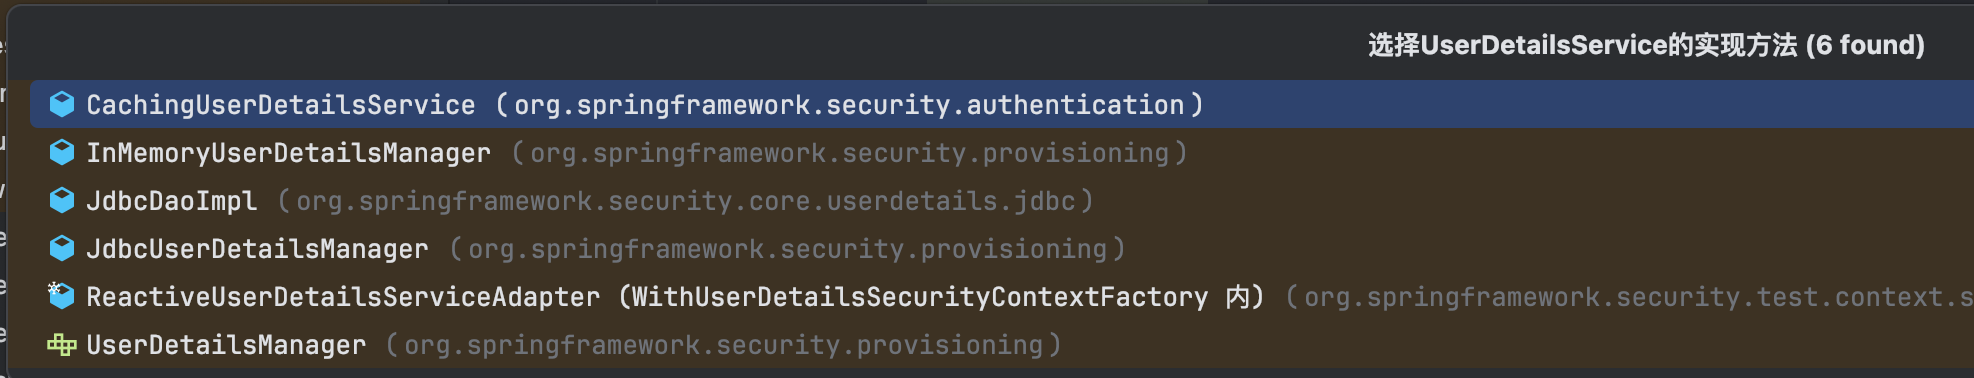 选择UserDetailsService的实现方法 (6 found)
CachingUserDetailsService (org.springframework.security.authentication)
InMemoryUserDetailsManager (org.springframework.security.provisioning)
JdbcDaoImpl (org.springframework.security.core.userdetails.jdbc)
JdbcUserDetailsManager (org.springframework.security.provisioning)
ReactiveUserDetailsServiceAdapter (WithUserDetailsSecurityContextFactory 内) (org.springframework.security.test.context.s
UserDetailsManager (org.springframework.security.provisioning)